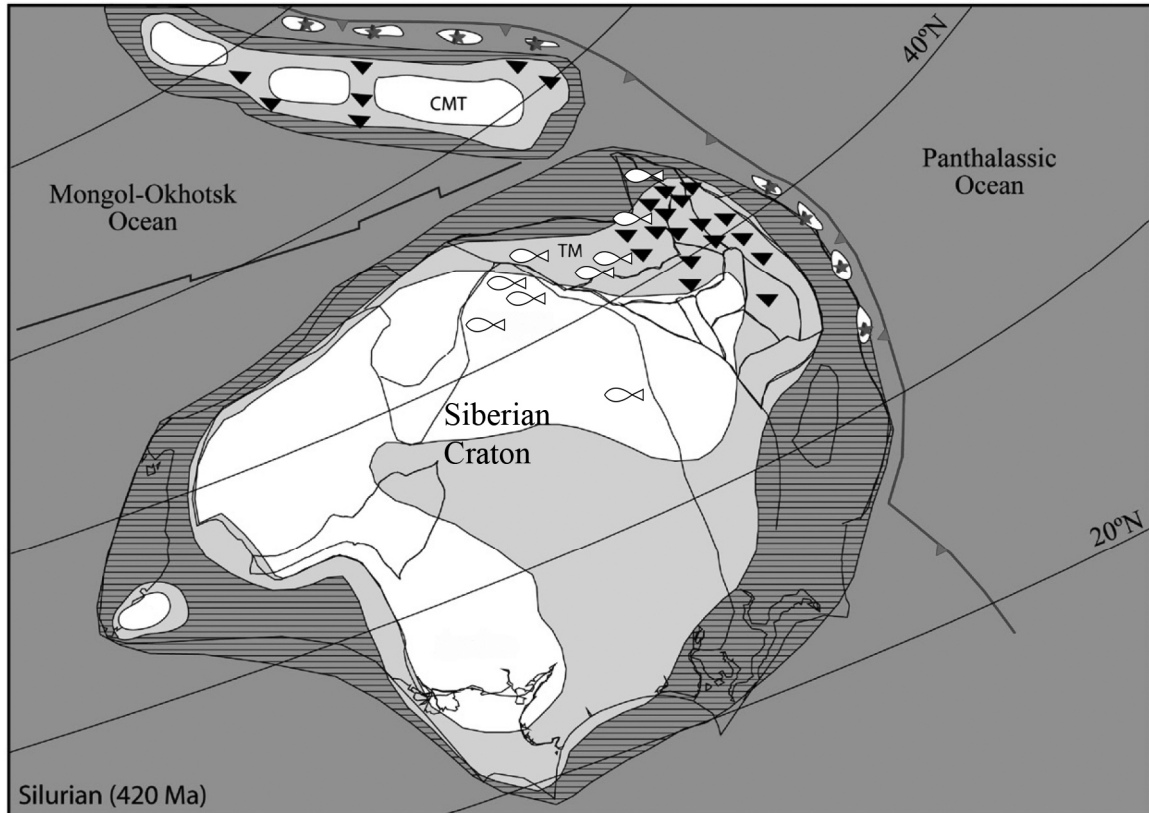 CMT
40°N
Mongol-Okhotsk
Ocean
Panthalassic
Ocean
TM
Siberian
Craton
20°N
Silurian (420 Ma)